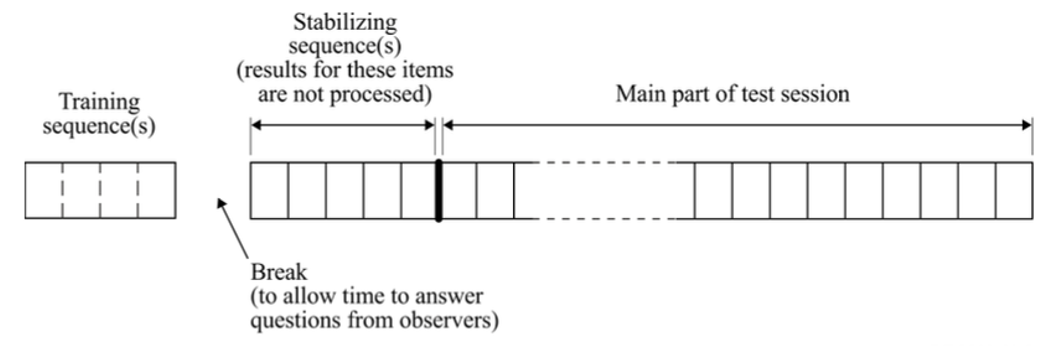 Stabilizing
sequence(s)
(results for these items
are not processed)
Training
sequence(s)
Main part of test session
Break
(to allow time to answer
questions from observers)